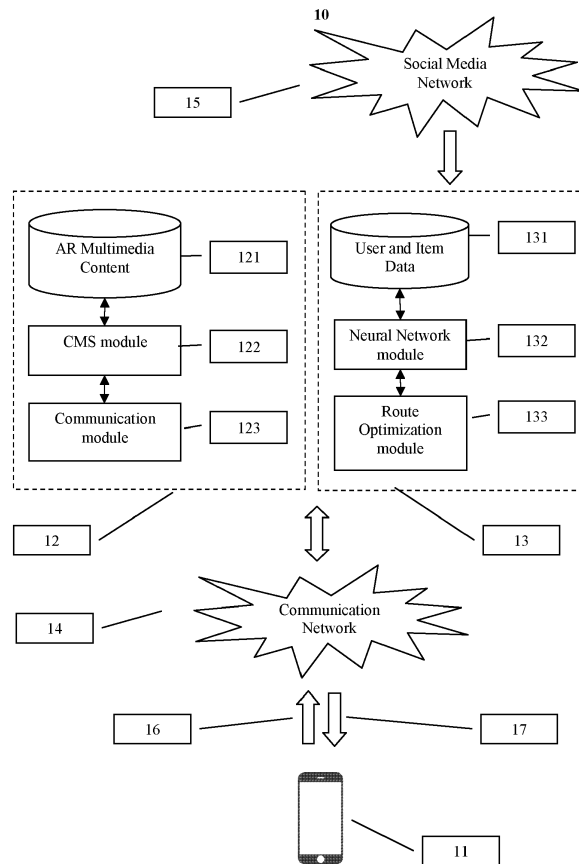 10
Social Media
Network
15
AR Multimedia
Content
121
User and Item
Data
131
CMS module
122
Neural Network
module
132
Communication
module
123
Route
Optimization
module
133
12
13
14
Communication
Network
16
17
11